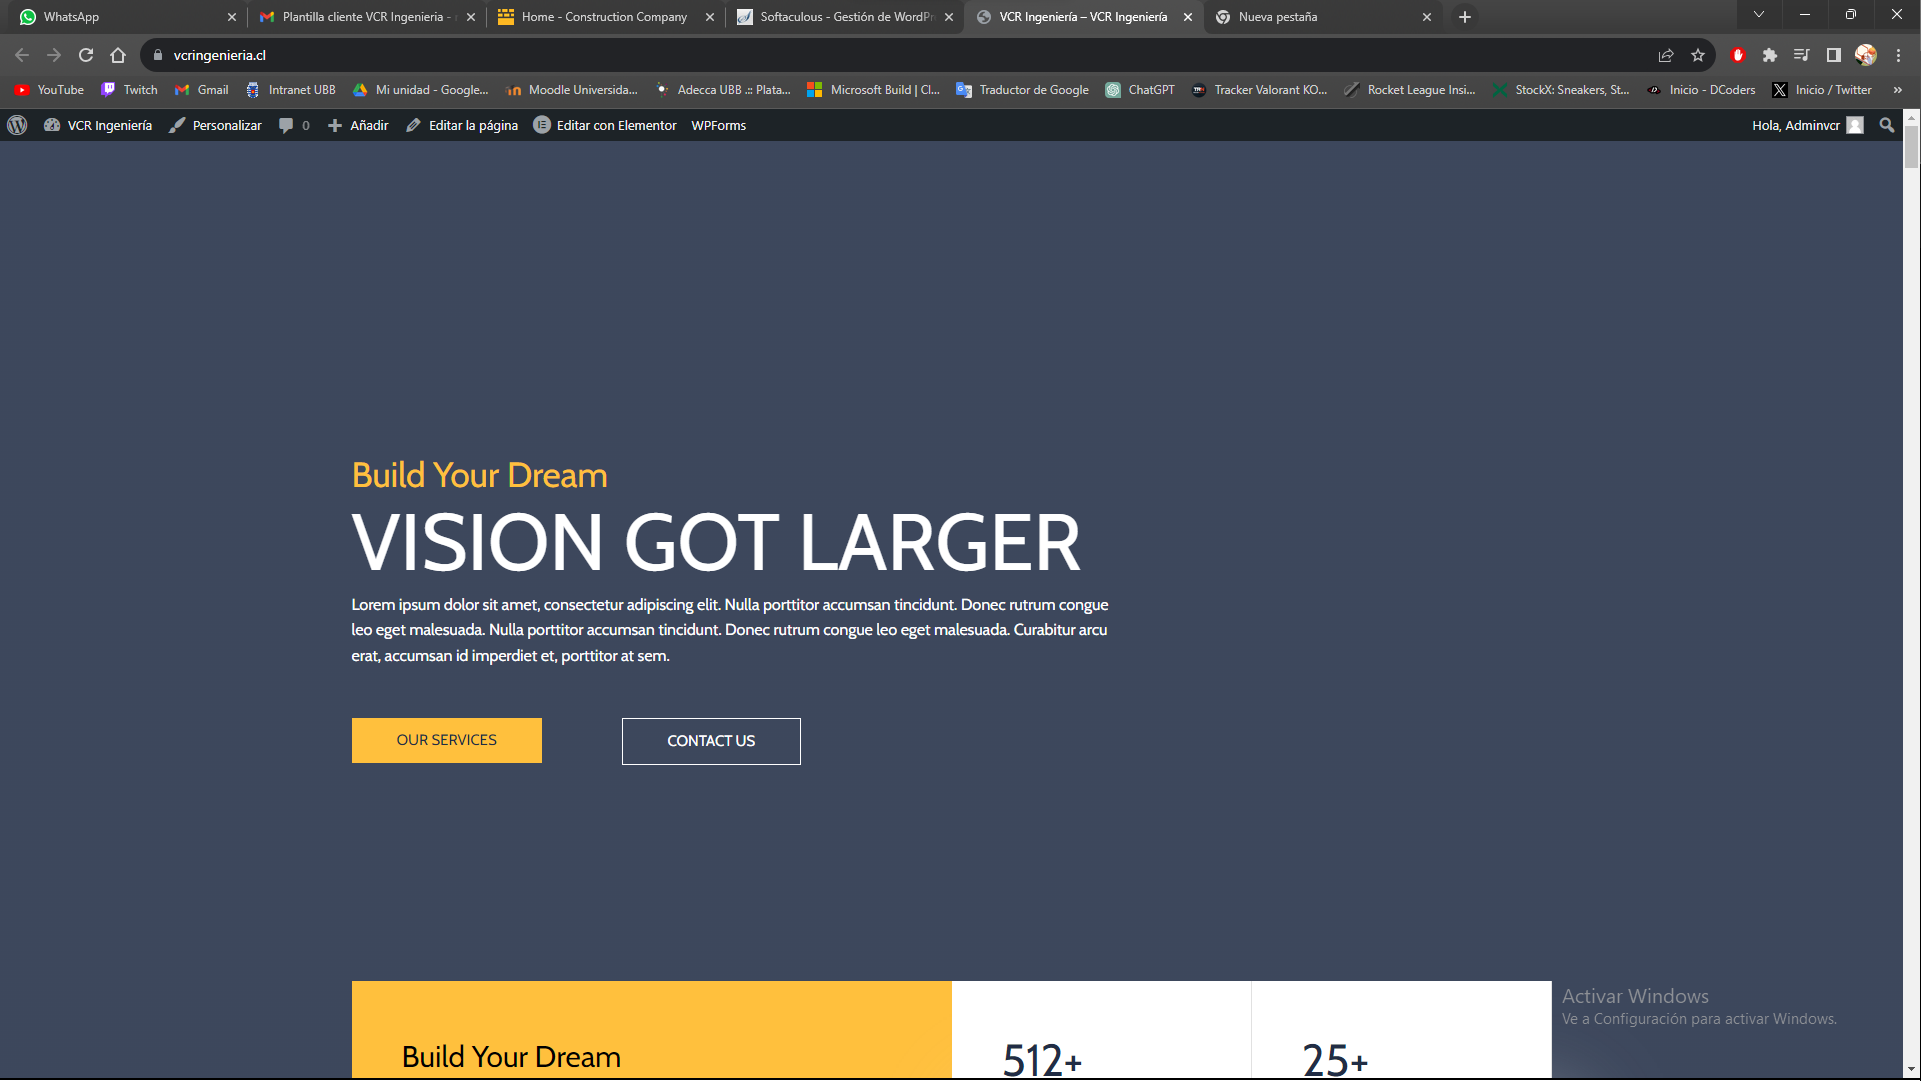 WhatsApp
Plantilla cliente VCR Ingenieria -
Home - Construction Company
Softaculous - Gestión de WordPr
VCR Ingeniería – VCR Ingeniería
Nueva pestaña
vcringenieria.cl
YouTube
Twitch
Gmail
Intranet UBB
Mi unidad - Google...
Moodle Universida...
Adecca UBB .:: Plata...
Microsoft Build | Cl...
Traductor de Google
ChatGPT
Tracker Valorant KO...
Rocket League Insi...
StockX: Sneakers, St...
Inicio - DCoders
Inicio / Twitter
VCR Ingeniería
Personalizar
0
Añadir
Editar la página
Editar con Elementor
WPForms
Hola, Adminvcr
Build Your Dream
VISION GOT LARGER
Lorem ipsum dolor sit amet, consectetur adipiscing elit. Nulla porttitor accumsan tincidunt. Donec rutrum congue
leo eget malesuada. Nulla porttitor accumsan tincidunt. Donec rutrum congue leo eget malesuada. Curabitur arcu
erat, accumsan id imperdiet et, porttitor at sem.
OUR SERVICES
CONTACT US
Build Your Dream
512+
25+
Activar Windows
Ve a Configuración para activar Windows.